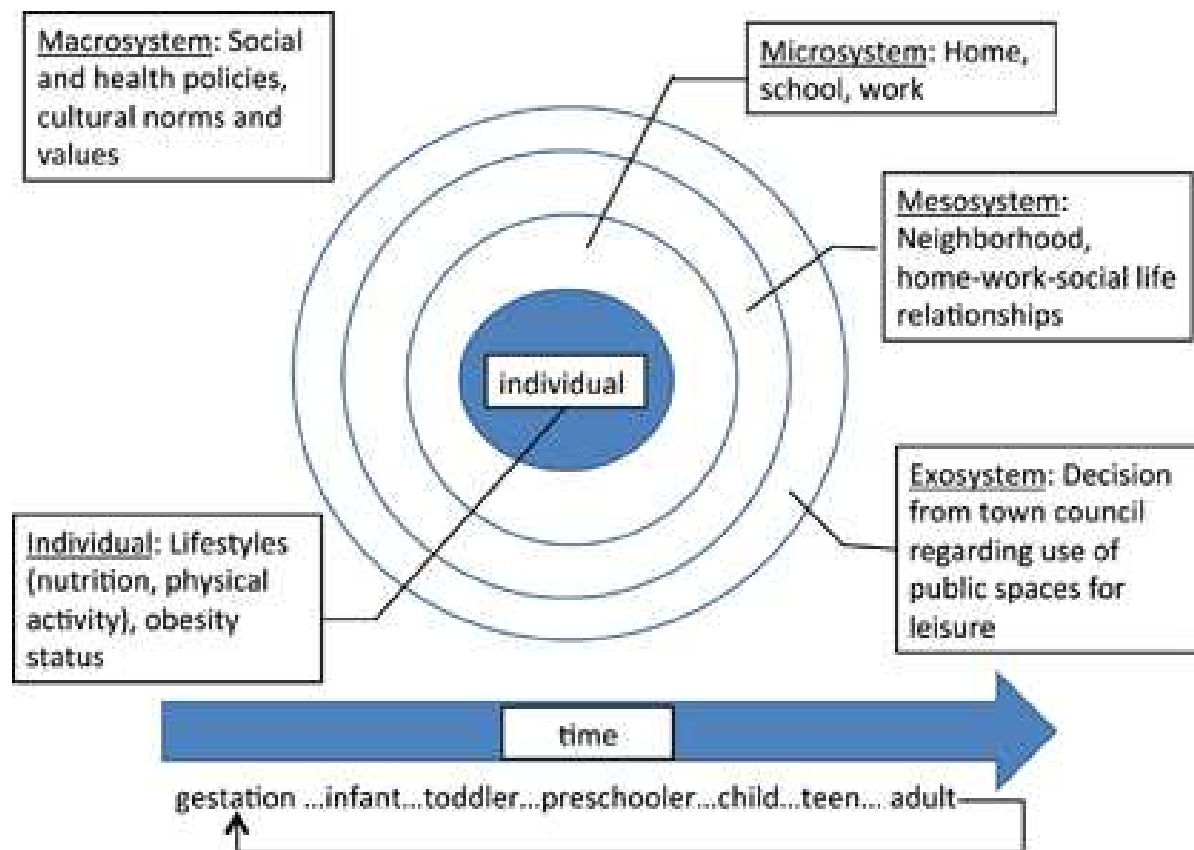 Macrosystem: Social
and health policies,
cultural norms and
values
Microsystem: Home,
school, work
Mesosystem:
Neighborhood,
home-work-social life
relationships
individual
Exosystem: Decision
from town council
regarding use of
public spaces for
leisure
Individual: Lifestyles
(nutrition, physical
activity), obesity
status
time
gestation ...infant...toddler...preschooler...child...teen... adult